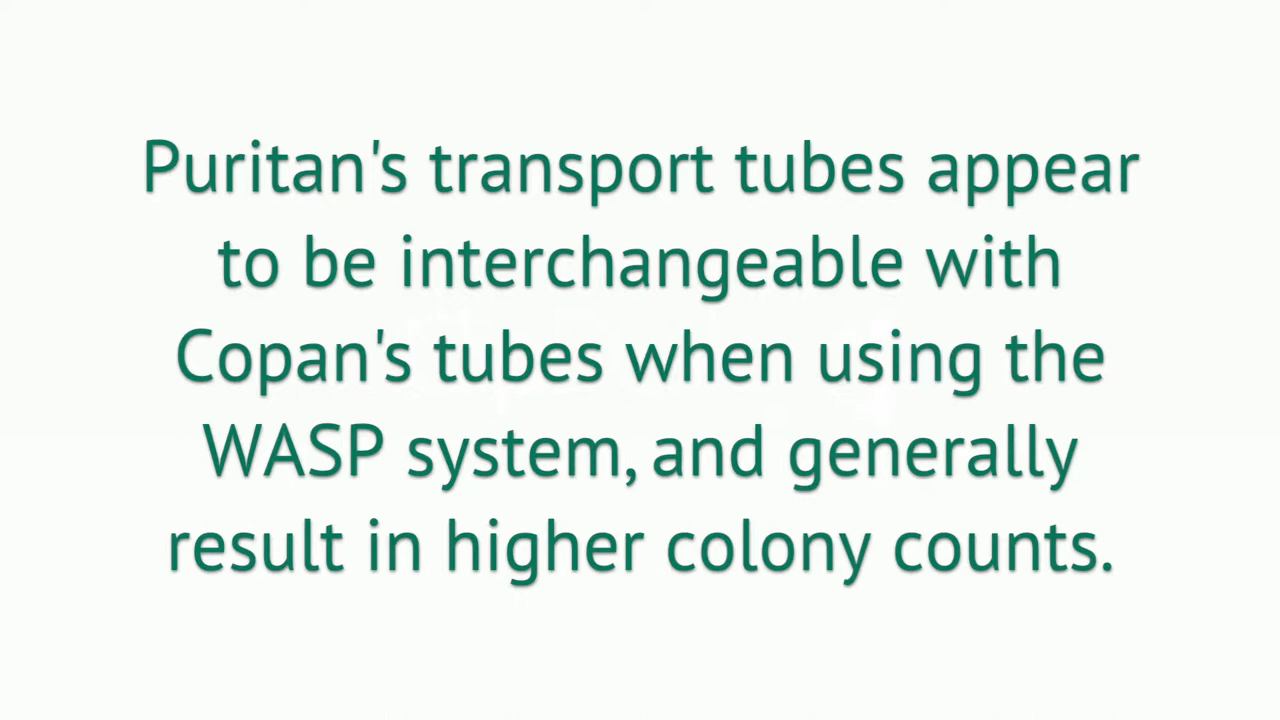 Puritan's transport tubes appear
to be interchangeable with
Copan's tubes when using the
WASP system, and generally
result in higher colony counts.